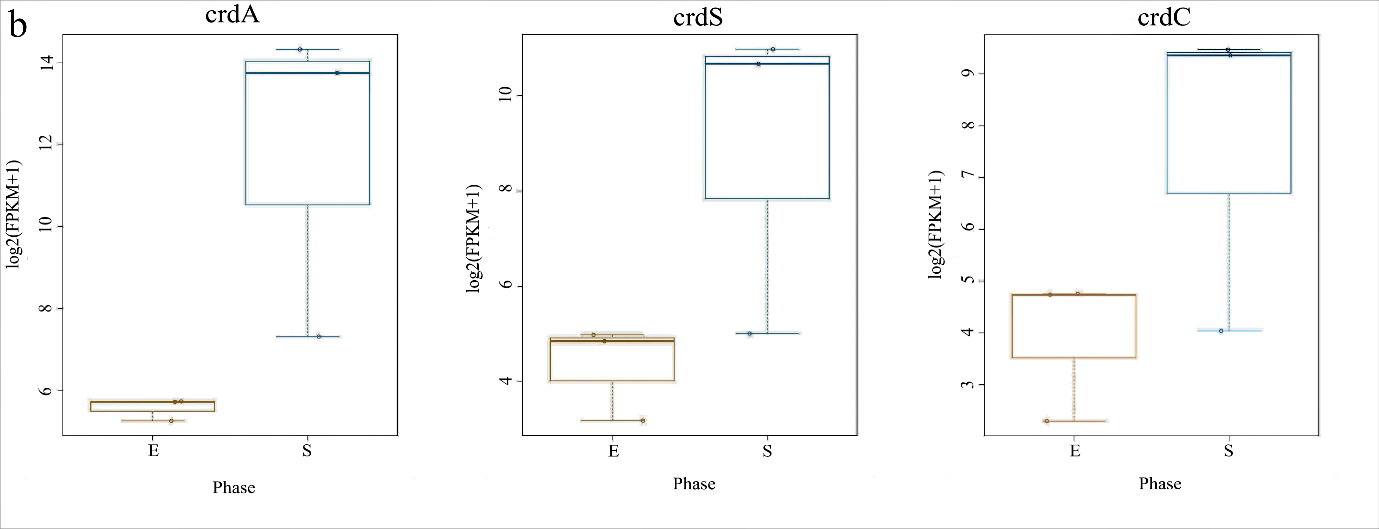 b
crdA
log2(FPKM+1)
14
12
10
8
6
E
S
Phase
crdS
log2(FPKM+1)
10
8
6
4
E
S
Phase
crdC
log2(FPKM+1)
9
8
7
6
5
4
3
E
S
Phase